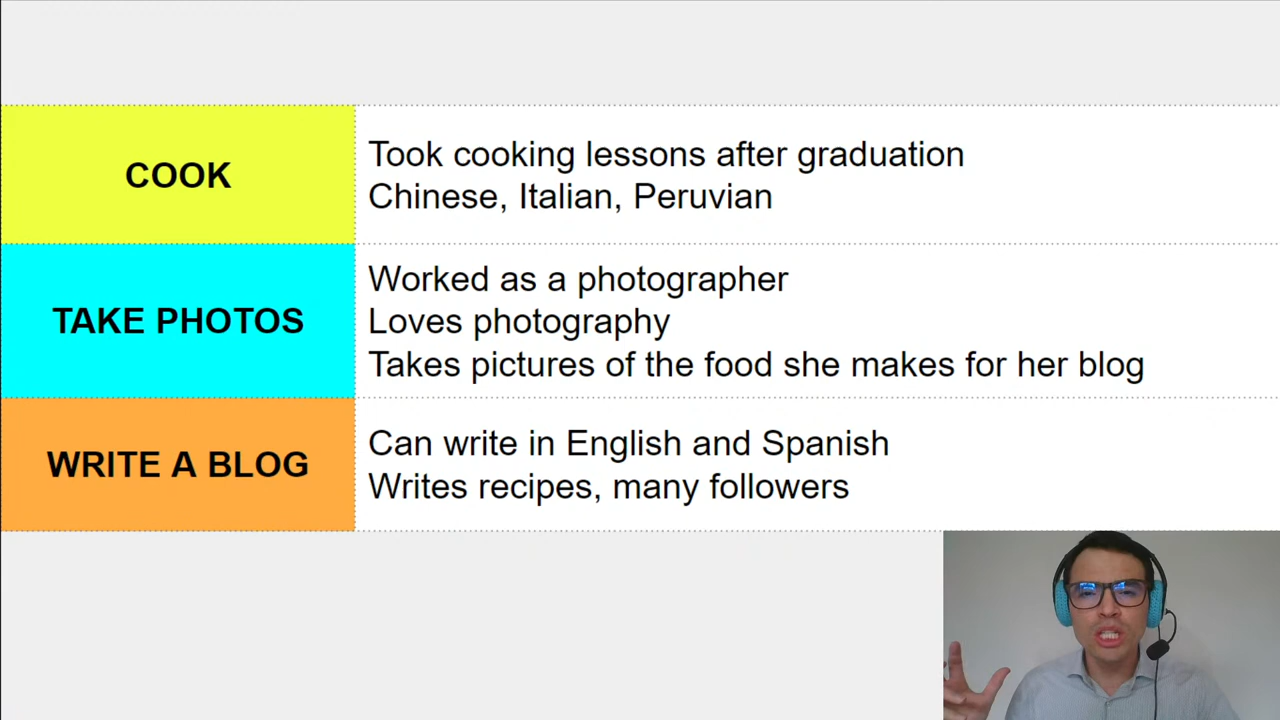 COOK
Took cooking lessons after graduation
Chinese, Italian, Peruvian
TAKE PHOTOS
Worked as a photographer
Loves photography
Takes pictures of the food she makes for her blog
WRITE A BLOG
Can write in English and Spanish
Writes recipes, many followers